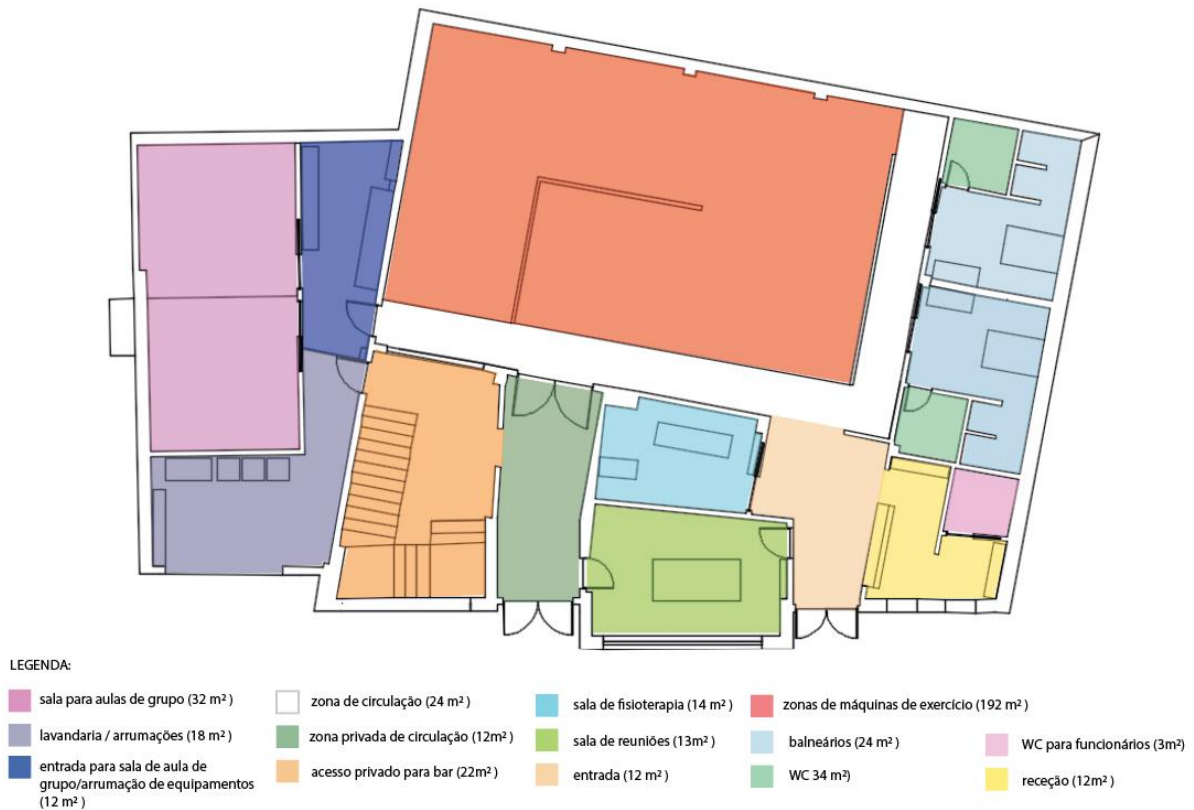 LEGENDA:
sala para aulas de grupo (32 m²)
lavandaria / arrumações (18 m²)
entrada para sala de aula de
grupo/arrumação de equipamentos
(12 m²)
zona de circulação (24 m²)
zona privada de circulação (12m²)
acesso privado para bar (22m²)
sala de fisioterapia (14 m²)
sala de reuniões (13m²)
entrada (12 m²)
zonas de máquinas de exercício (192 m²)
balneários (24 m²)
WC 34 m²)
WC para funcionários (3m²)
receção (12m²)